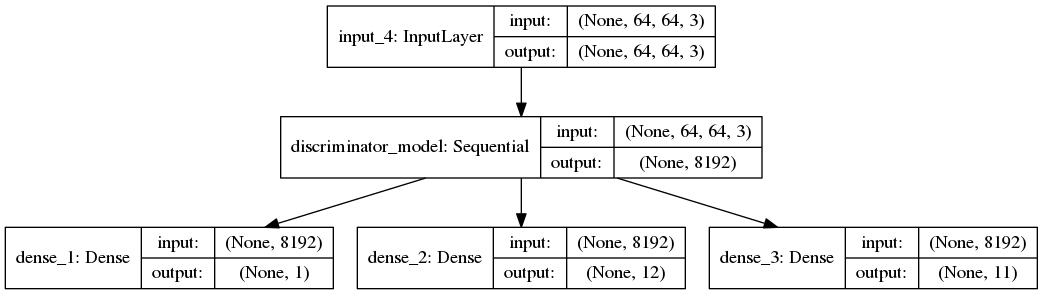 input_4: InputLayer
input: (None, 64, 64, 3)
output: (None, 64, 64, 3)
discriminator_model: Sequential
input: (None, 64, 64, 3)
output: (None, 8192)
dense_1: Dense
input: (None, 8192)
output: (None, 1)
dense_2: Dense
input: (None, 8192)
output: (None, 12)
dense_3: Dense
input: (None, 8192)
output: (None, 11)